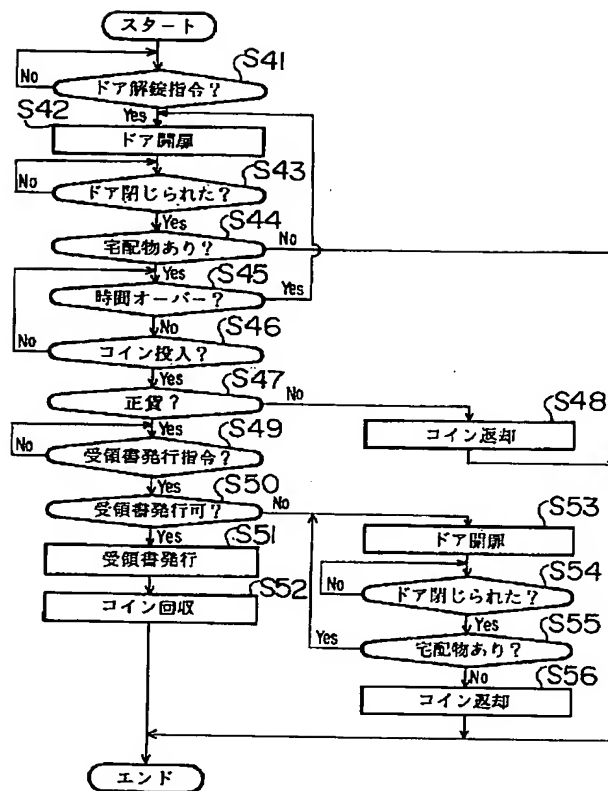 スタート
S41
No
ドア解錠指令?
S42
Yes
ドア開扉
S43
No
ドア閉じられた?
Yes
S44
宅配物あり?
No
Yes
S45
時間オーバー?
Yes
No
S46
No
コイン投入?
Yes
S47
正貨?
No
S48
コイン返却
Yes
S49
No
受領書発行指令?
Yes
S50
受領書発行可?
No
S53
ドア開扉
Yes
S51
受領書発行
No
S54
ドア閉じられた?
S52
コイン回収
Yes
S55
Yes
宅配物あり?
No
S56
コイン返却
エンド